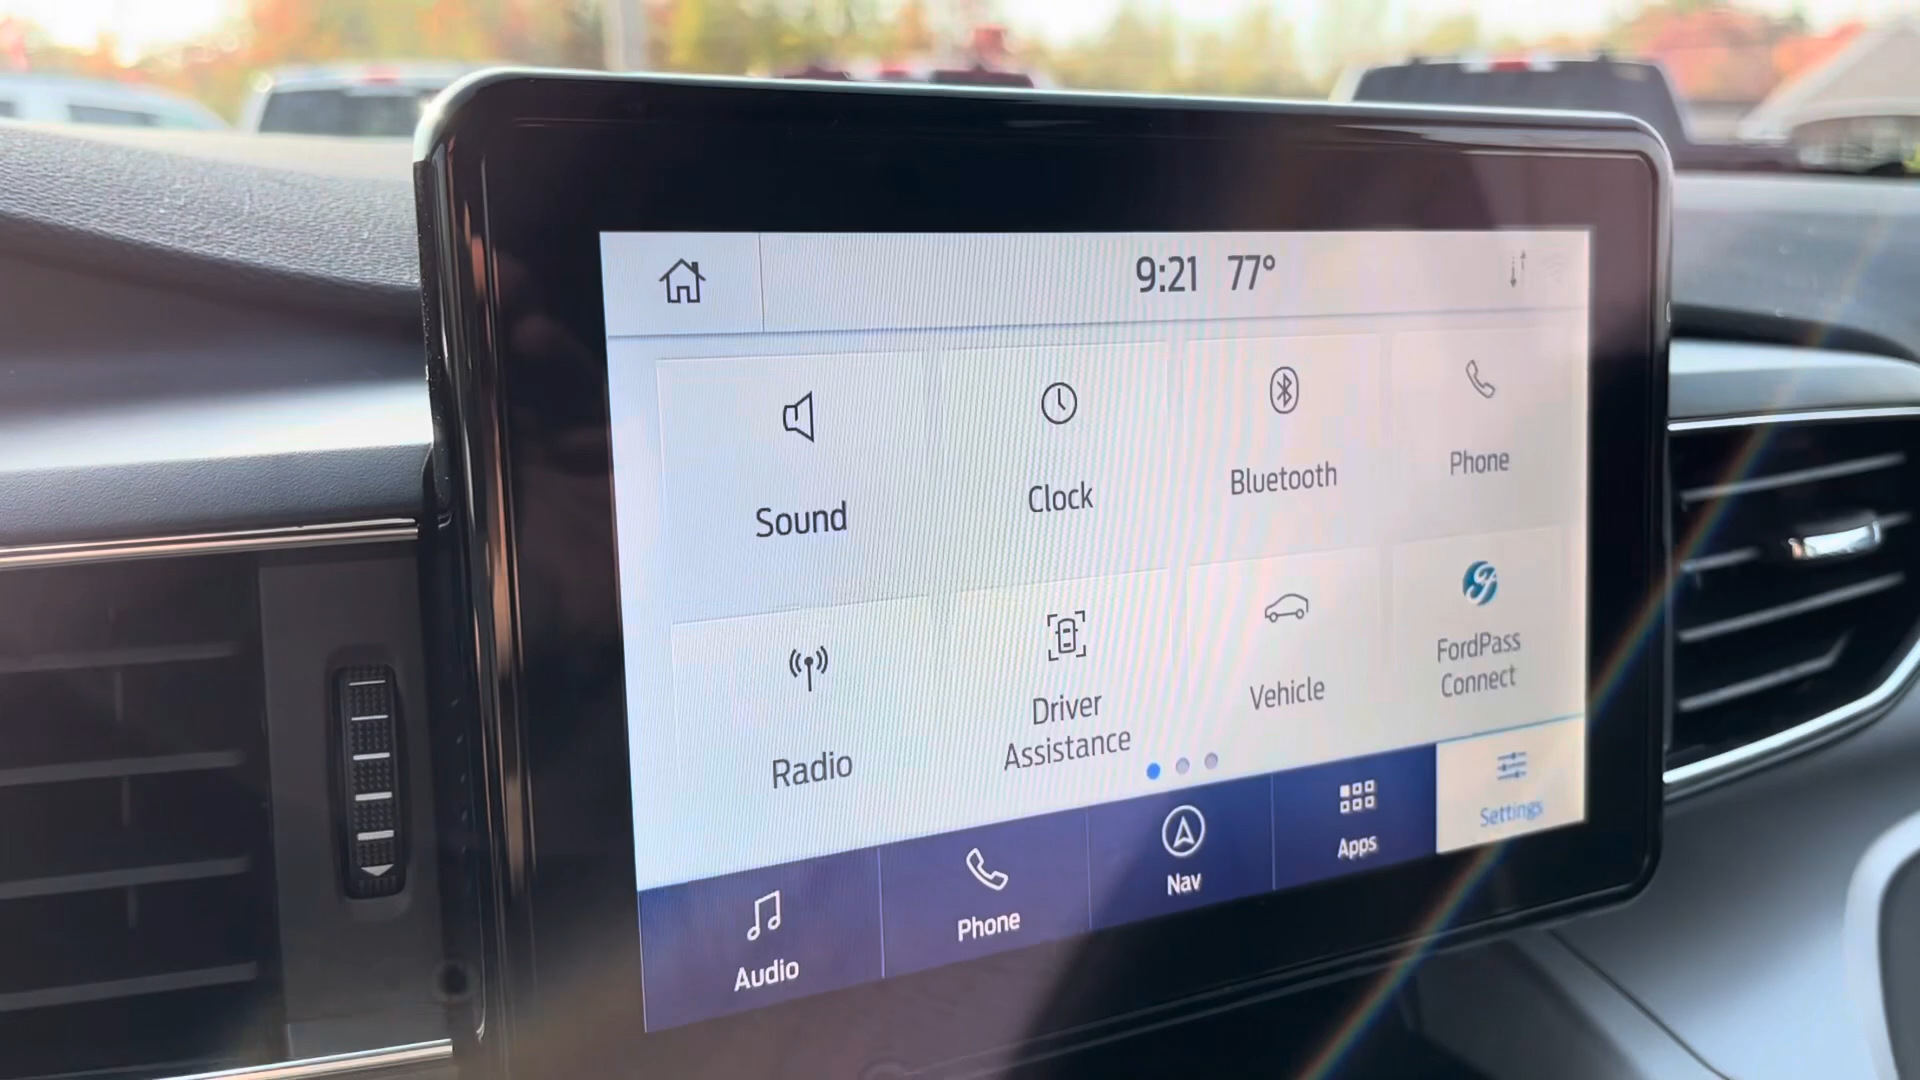 9:21 77°
Sound
Clock
Bluetooth
Phone
Radio
Driver
Assistance
Vehicle
FordPass
Connect
Audio
Phone
Nav
Apps
Settings